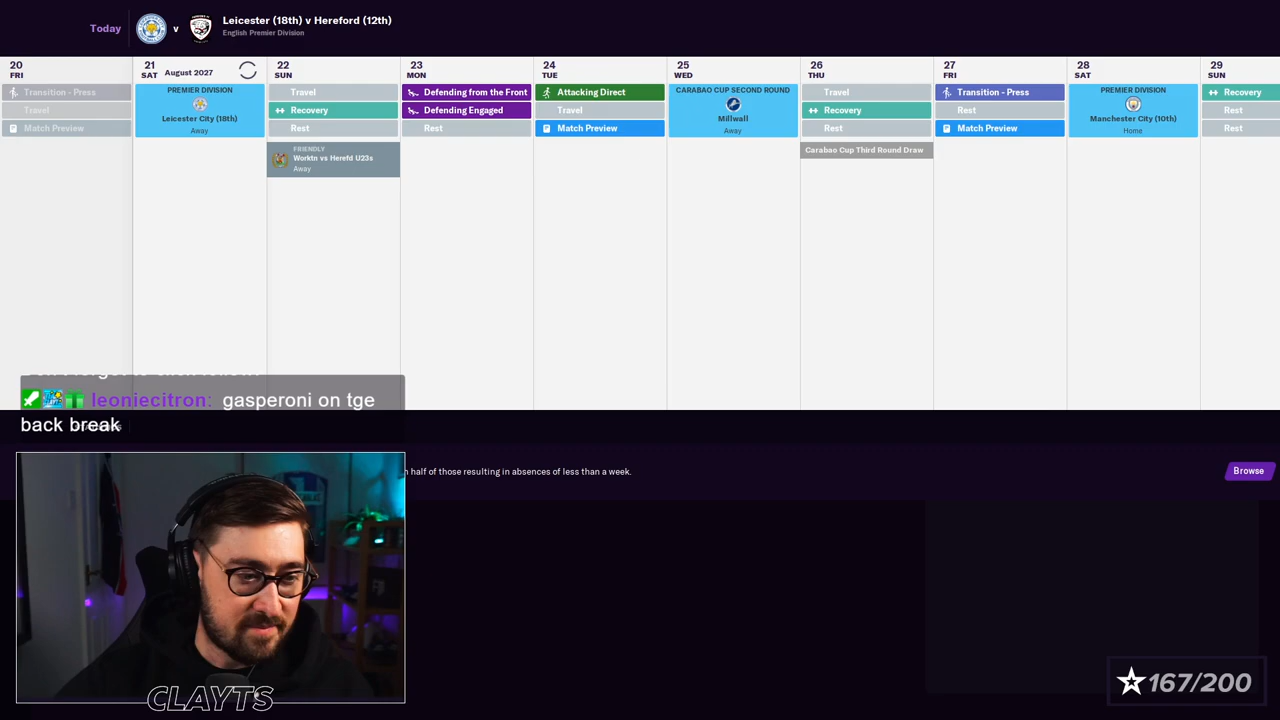 Today
v
Leicester (18th) v Hereford (12th)
English Premier Division
20
FRI
21
SAT
August 2027
22
SUN
23
MON
24
TUE
25
WED
26
THU
27
FRI
28
SAT
29
SUN
Transition - Press
Travel
Match Preview
PREMIER DIVISION
Leicester City (18th)
Away
Travel
Recovery
Rest
FRIENDLY
Worktn vs Herefd U23s
Away
Defending from the Front
Defending Engaged
Rest
Attacking Direct
Travel
Match Preview
CARABAO CUP SECOND ROUND
Millwall
Away
Travel
Recovery
Rest
Carabao Cup Third Round Draw
Transition - Press
Rest
Match Preview
PREMIER DIVISION
Manchester City (10th)
Home
Recovery
Rest
Rest
leoniecitron: gasperoni on tge
back break
half of those resulting in absences of less than a week.
Browse
CLAYTS
167/200